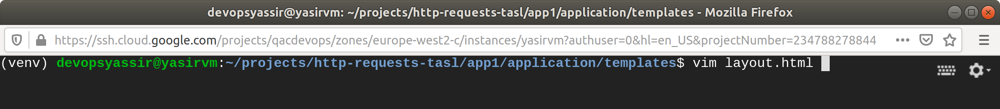 devopsyassir@yasirvm: ~/projects/http-requests-tasl/app1/application/templates - Mozilla Firefox
https://ssh.cloud.google.com/projects/qacdevops/zones/europe-west2-c/instances/yasirvm?authuser=0&hl=en_US&projectNumber=234788278844
(venv) devopsyassir@yasirvm:~/projects/http-requests-tasl/app1/application/templates$ vim layout.html